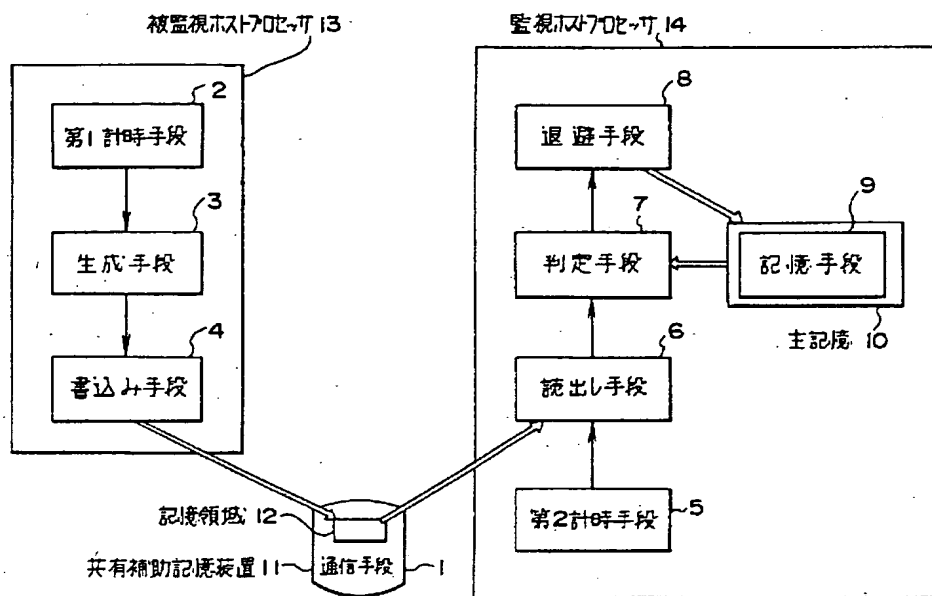 被監視ホストプロセッサ 13
2
第1計時手段
3
生成手段
4
書込み手段
監視ホストプロセッサ 14
8
退避手段
7
判定手段
9
記憶手段
主記憶 10
6
読出し手段
5
第2計時手段
記憶領域 12
共有補助記憶装置 11
通信手段
1